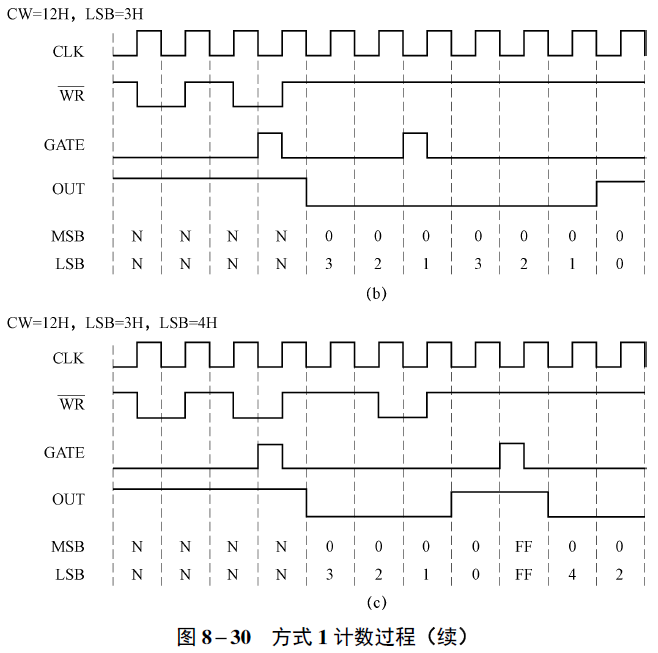 CW=12H，LSB=3H
CLK
WR
GATE
OUT
MSB N N N N 0 0 0 0 0 0 0
LSB N N N N 3 2 1 3 2 1 0
(b)
CW=12H，LSB=3H，LSB=4H
CLK
WR
GATE
OUT
MSB N N N N 0 0 0 0 FF 0 0
LSB N N N N 3 2 1 0 FF 4 2
(c)
图 8–30 方式 1 计数过程（续）